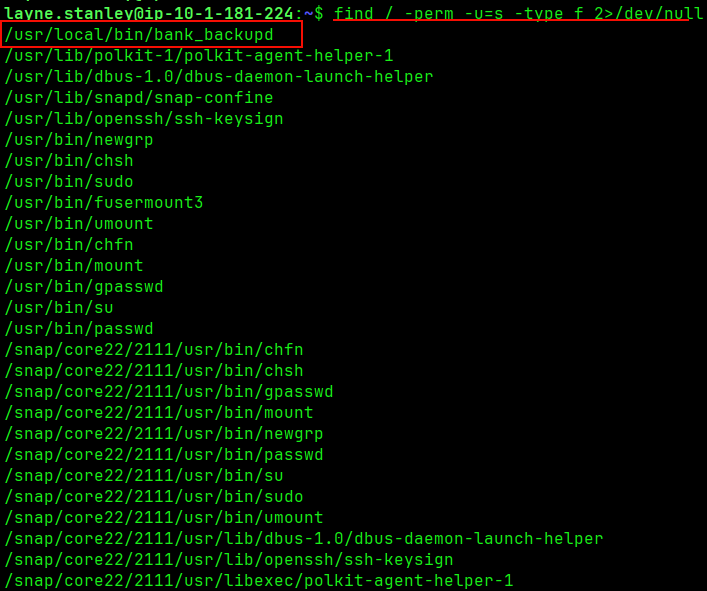 layne.stanley@ip-10-1-181-224:~$ find / -perm -u=s -type f 2>/dev/null
/usr/local/bin/bank_backupd
/usr/lib/polkit-1/polkit-agent-helper-1
/usr/lib/dbus-1.0/dbus-daemon-launch-helper
/usr/lib/snapd/snap-confine
/usr/lib/openssh/ssh-keysign
/usr/bin/newgrp
/usr/bin/chsh
/usr/bin/sudo
/usr/bin/fusermount3
/usr/bin/umount
/usr/bin/chfn
/usr/bin/mount
/usr/bin/gpasswd
/usr/bin/su
/usr/bin/passwd
/snap/core22/2111/usr/bin/chfn
/snap/core22/2111/usr/bin/chsh
/snap/core22/2111/usr/bin/gpasswd
/snap/core22/2111/usr/bin/mount
/snap/core22/2111/usr/bin/newgrp
/snap/core22/2111/usr/bin/passwd
/snap/core22/2111/usr/bin/su
/snap/core22/2111/usr/bin/sudo
/snap/core22/2111/usr/bin/umount
/snap/core22/2111/usr/lib/dbus-1.0/dbus-daemon-launch-helper
/snap/core22/2111/usr/lib/openssh/ssh-keysign
/snap/core22/2111/usr/libexec/polkit-agent-helper-1